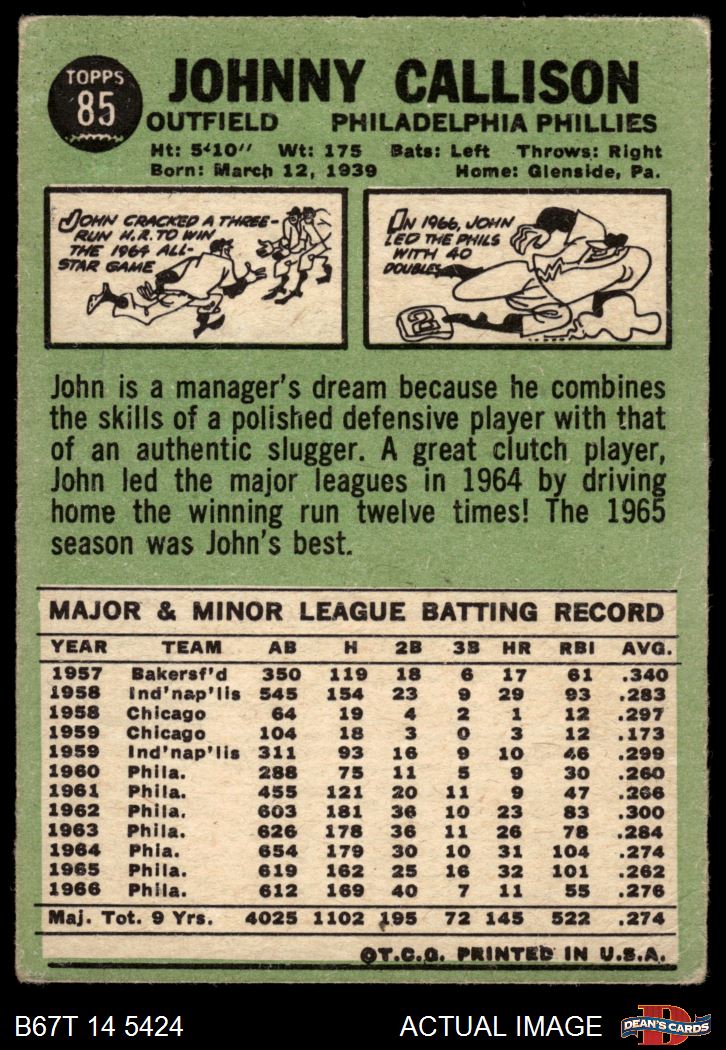 TOPPS
85
JOHNNY CALLISON
OUTFIELD PHILADELPHIA PHILLIES
Ht: 5'10" Wt: 175 Bats: Left Throws: Right
Born: March 12, 1939 Home: Glenside, Pa.
JOHN CRACKED A THREE-
RUN H.R. TO WIN
THE 1964 ALL-
STAR GAME
IN 1966, JOHN
LED THE PHILS
WITH 40
DOUBLES
2
John is a manager's dream because he combines
the skills of a polished defensive player with that
of an authentic slugger. A great clutch player,
John led the major leagues in 1964 by driving
home the winning run twelve times! The 1965
season was John's best.
MAJOR & MINOR LEAGUE BATTING RECORD
YEAR TEAM AB H 2B 3B HR RBI AVG.
1957 Bakersf'd 350 119 18 6 17 61 .340
1958 Ind'nap'lis 545 154 23 9 29 93 .283
1958 Chicago 64 19 4 2 1 12 .297
1959 Chicago 104 18 3 0 3 12 .173
1959 Ind'nap'lis 311 93 16 9 10 46 .299
1960 Phila. 288 75 11 5 9 30 .260
1961 Phila. 455 121 20 11 9 47 .266
1962 Phila. 603 181 36 10 23 83 .300
1963 Phila. 626 178 36 11 26 78 .284
1964 Phia. 654 179 30 10 31 104 .274
1965 Phila. 619 162 25 16 32 101 .262
1966 Phila. 612 169 40 7 11 55 .276
Maj. Tot. 9 Yrs. 4025 1102 195 72 145 522 .274
©T.C.G. PRINTED IN U.S.A.
B67T 14 5424 ACTUAL IMAGE
D
DEAN'S CARDS